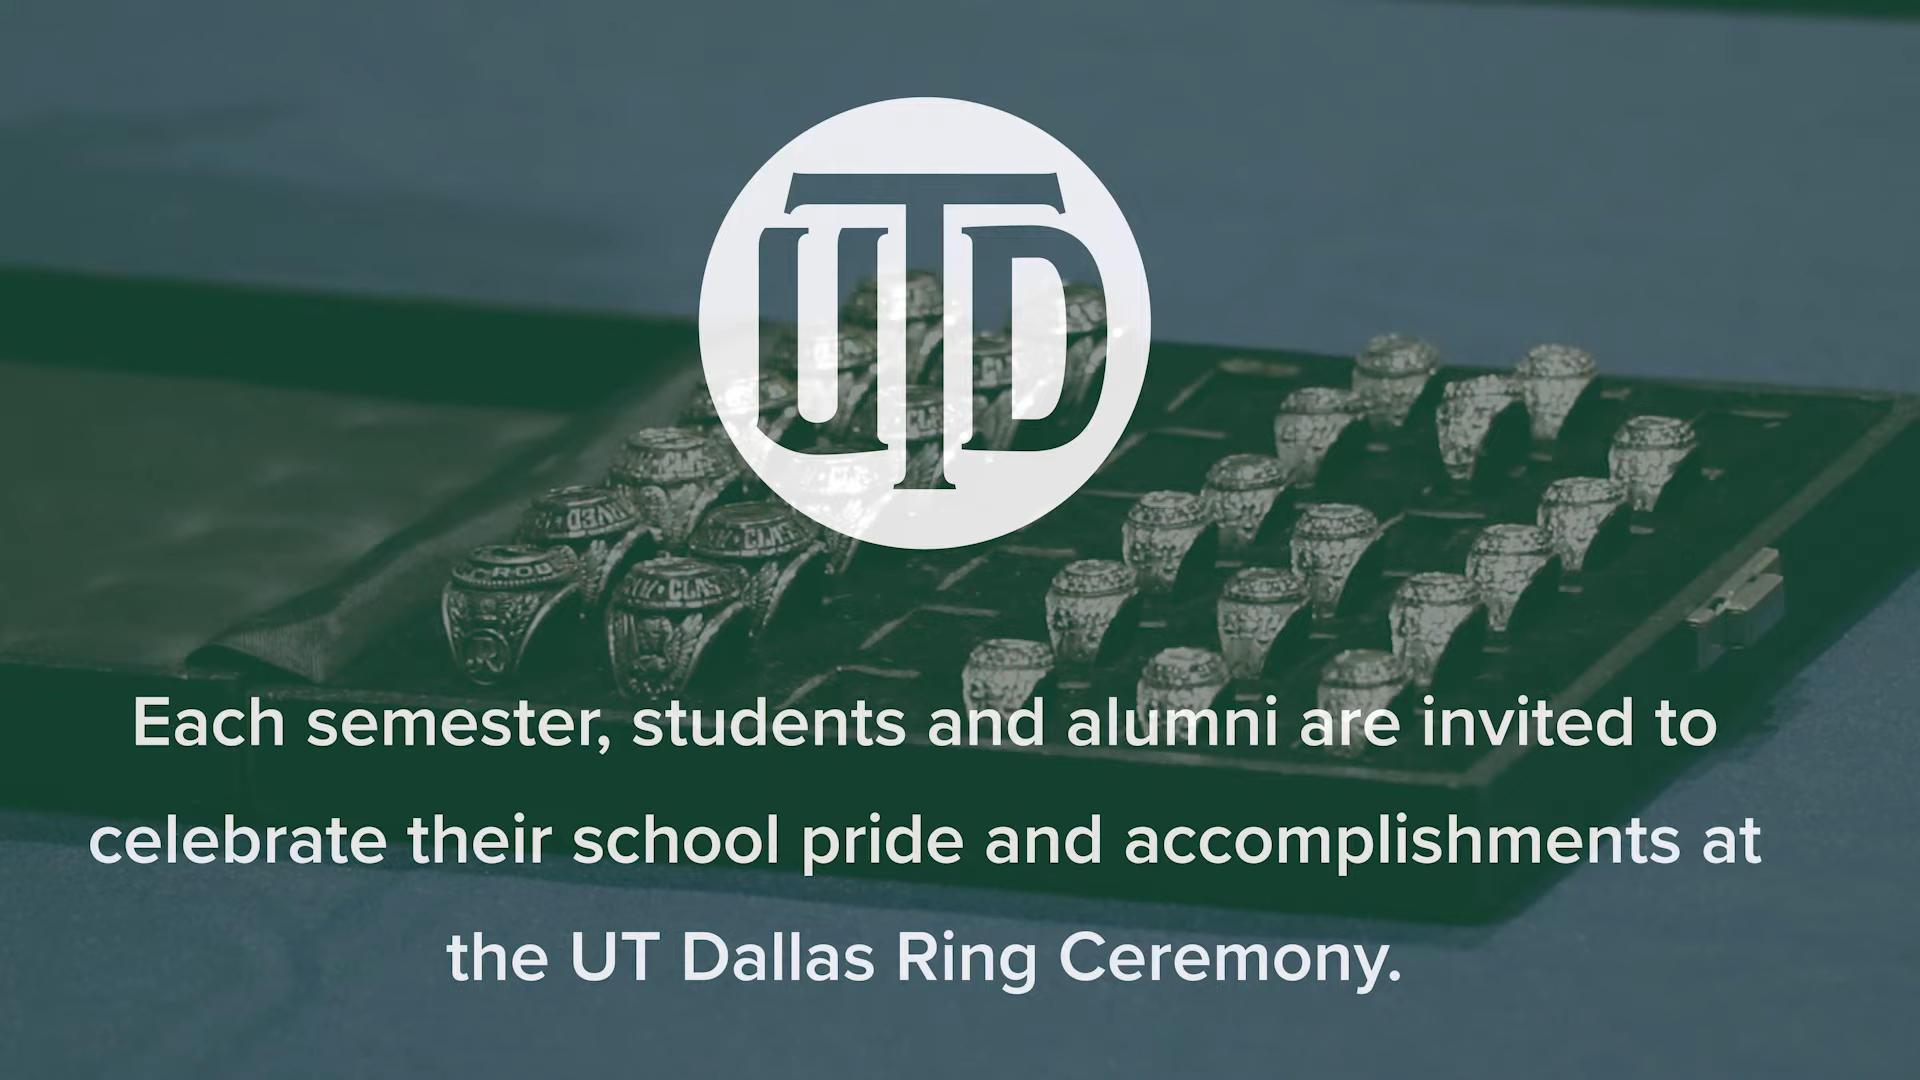 UTD
Each semester, students and alumni are invited to
celebrate their school pride and accomplishments at
the UT Dallas Ring Ceremony.